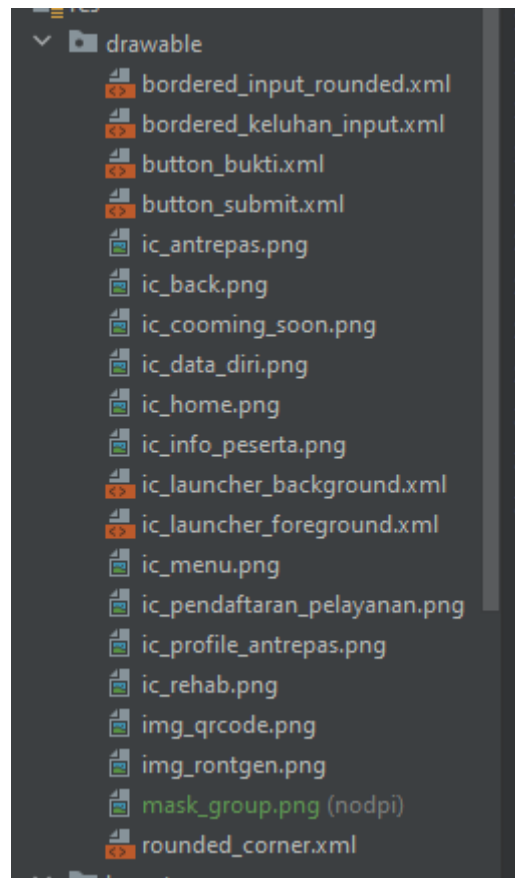 res
drawable
bordered_input_rounded.xml
bordered_keluhan_input.xml
button_bukti.xml
button_submit.xml
ic_antrepas.png
ic_back.png
ic_cooming_soon.png
ic_data_diri.png
ic_home.png
ic_info_peserta.png
ic_launcher_background.xml
ic_launcher_foreground.xml
ic_menu.png
ic_pendaftaran_pelayanan.png
ic_profile_antrepas.png
ic_rehab.png
img_qrcode.png
img_rontgen.png
mask_group.png (nodpi)
rounded_corner.xml